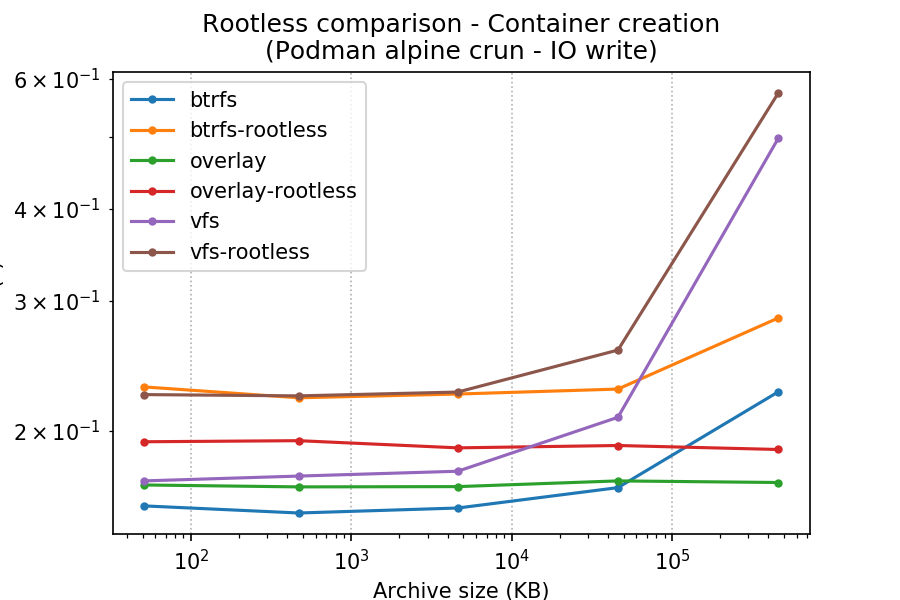 Rootless comparison - Container creation
(Podman alpine crun - IO write)
6 × 10⁻¹
4 × 10⁻¹
3 × 10⁻¹
2 × 10⁻¹
btrfs
btrfs-rootless
overlay
overlay-rootless
vfs
vfs-rootless
10² 10³ 10⁴ 10⁵
Archive size (KB)